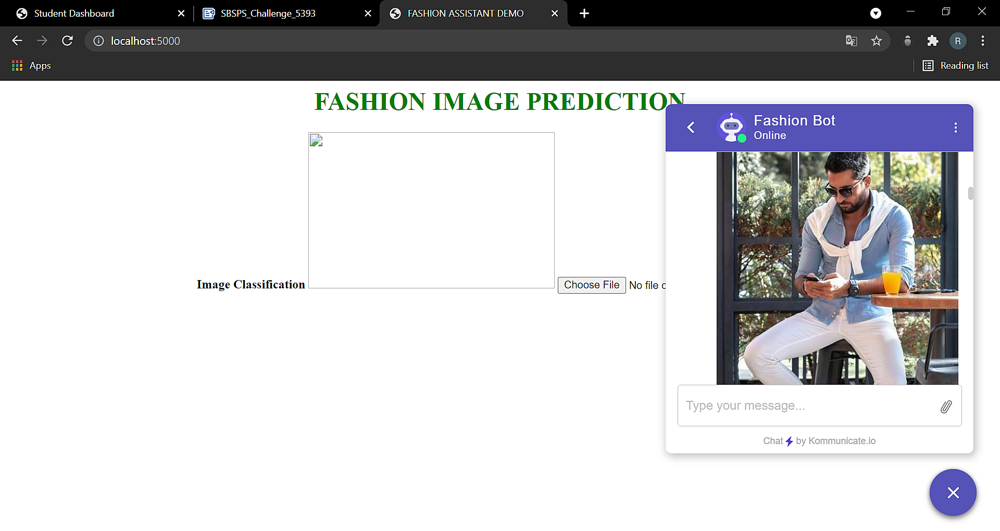 Student Dashboard
SBSPS_Challenge_5393
FASHION ASSISTANT DEMO
localhost:5000
R
Apps
Reading list
FASHION IMAGE PREDICTION
Fashion Bot
Online
Image Classification
Choose File
No file c
Type your message...
Chat by Kommunicate.io